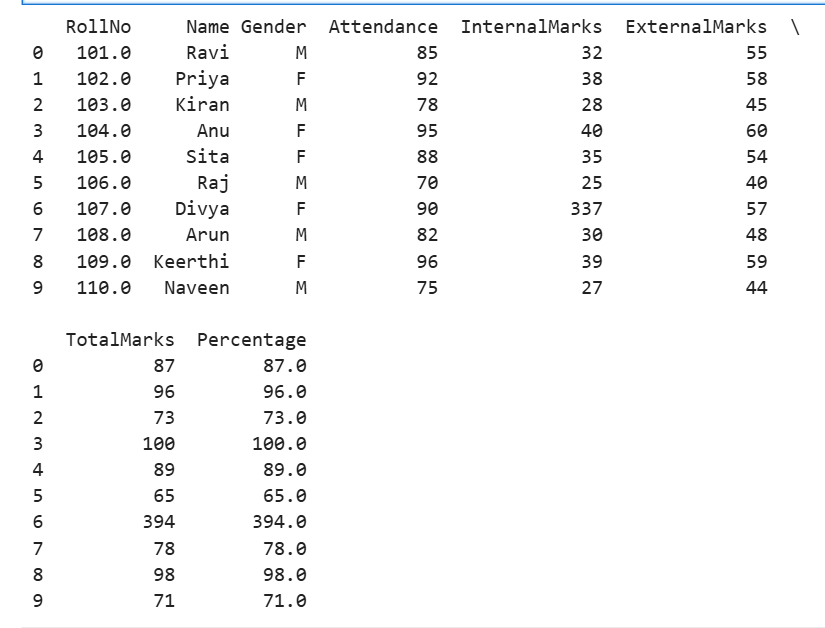 RollNo Name Gender Attendance InternalMarks ExternalMarks \
0 101.0 Ravi M 85 32 55
1 102.0 Priya F 92 38 58
2 103.0 Kiran M 78 28 45
3 104.0 Anu F 95 40 60
4 105.0 Sita F 88 35 54
5 106.0 Raj M 70 25 40
6 107.0 Divya F 90 337 57
7 108.0 Arun M 82 30 48
8 109.0 Keerthi F 96 39 59
9 110.0 Naveen M 75 27 44
TotalMarks Percentage
0 87 87.0
1 96 96.0
2 73 73.0
3 100 100.0
4 89 89.0
5 65 65.0
6 394 394.0
7 78 78.0
8 98 98.0
9 71 71.0